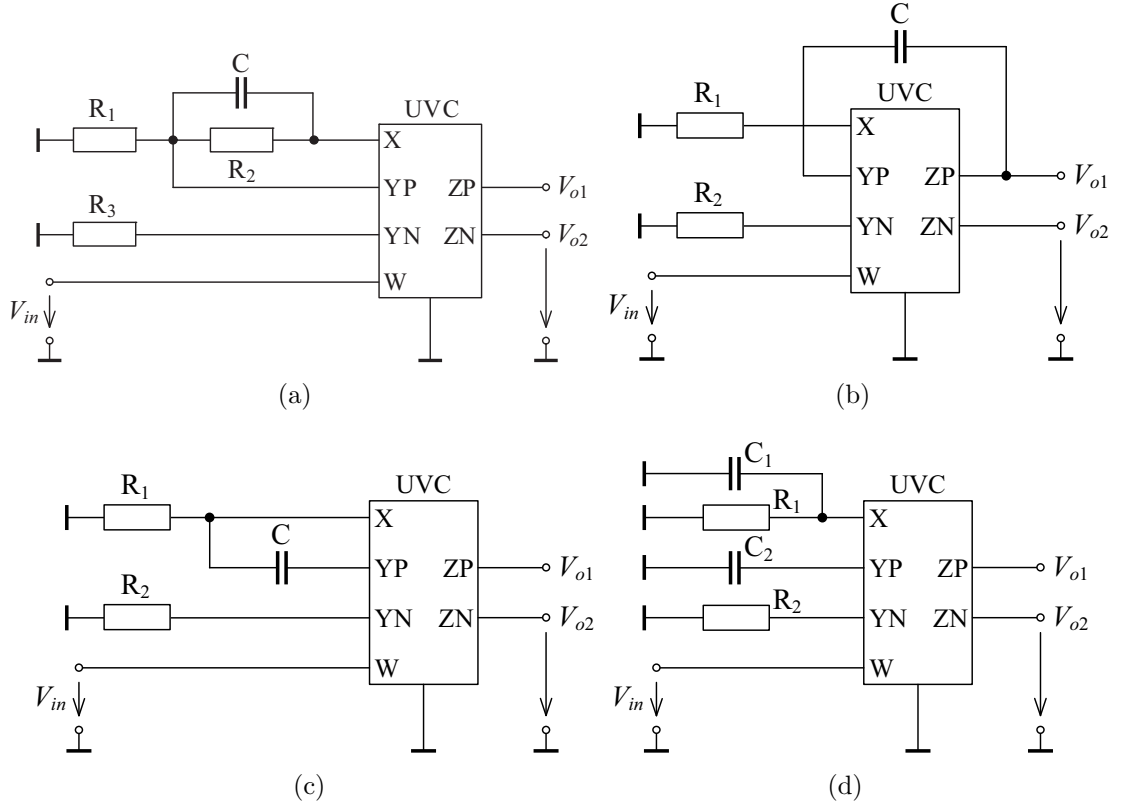 C
R₁
UVC
X
R₂
YP
ZP
Vo1
R₃
YN
ZN
Vo2
W
Vin
(a)
C
R₁
UVC
X
YP
ZP
Vo1
R₂
YN
ZN
Vo2
W
Vin
(b)
R₁
UVC
X
C
YP
ZP
Vo1
R₂
YN
ZN
Vo2
W
Vin
(c)
C₁
UVC
R₁
X
C₂
YP
ZP
Vo1
R₂
YN
ZN
Vo2
W
Vin
(d)